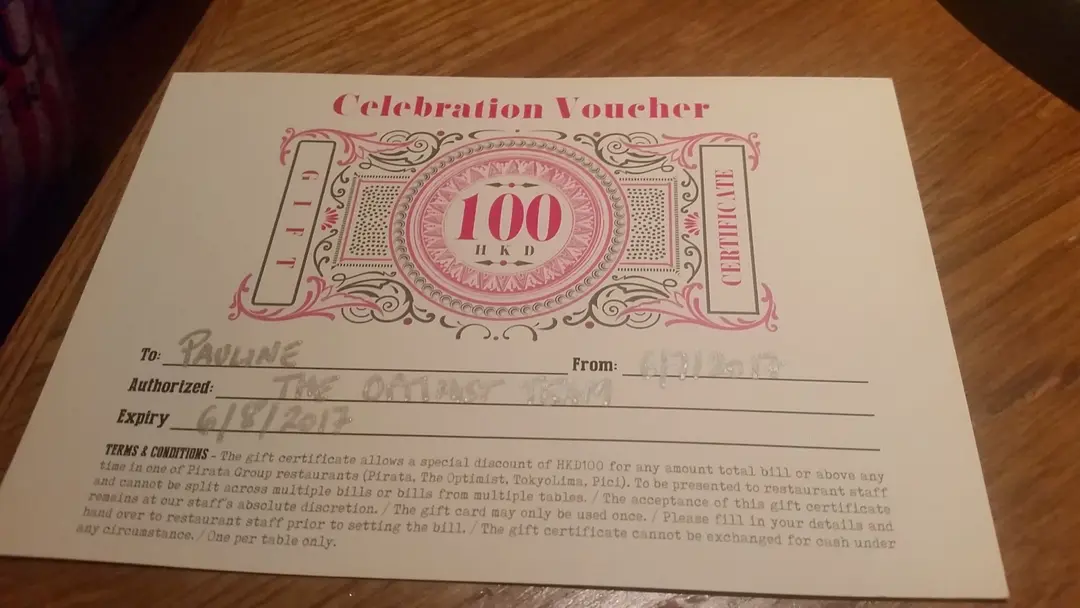 Celebration Voucher
GIFT
100
HKD
CERTIFICATE
To: PAULINE
From: 6/7/2017
Authorized: THE OPTIMIST TEAM
Expiry 6/8/2017
TERMS & CONDITIONS - The gift certificate allows a special discount of HKD100 for any amount total bill or above any
time in one of Pirata Group restaurants (Pirata, The Optimist, TokyoLima, Pici). To be presented to restaurant staff
and cannot be split across multiple bills or bills from multiple tables. / The acceptance of this gift certificate
remains at our staff's absolute discretion. / The gift card may only be used once. / Please fill in your details and
hand over to restaurant staff prior to setting the bill. / The gift certificate cannot be exchanged for cash under
any circumstance. / One per table only.